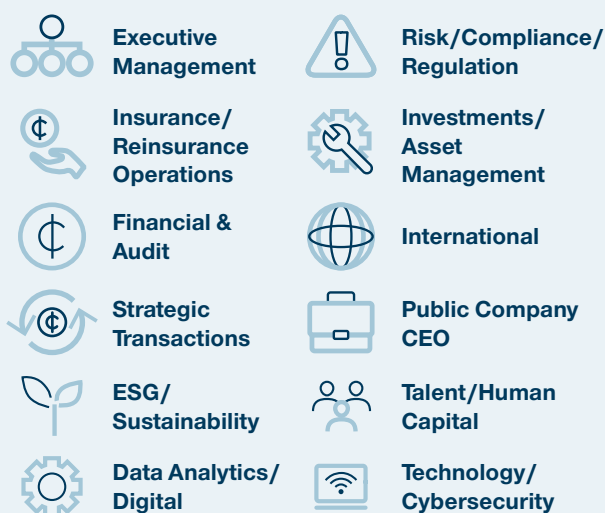 Executive
Management
Risk/Compliance/
Regulation
Insurance/
Reinsurance
Operations
Investments/
Asset
Management
Financial &
Audit
International
Strategic
Transactions
Public Company
CEO
ESG/
Sustainability
Talent/Human
Capital
Data Analytics/
Digital
Technology/
Cybersecurity